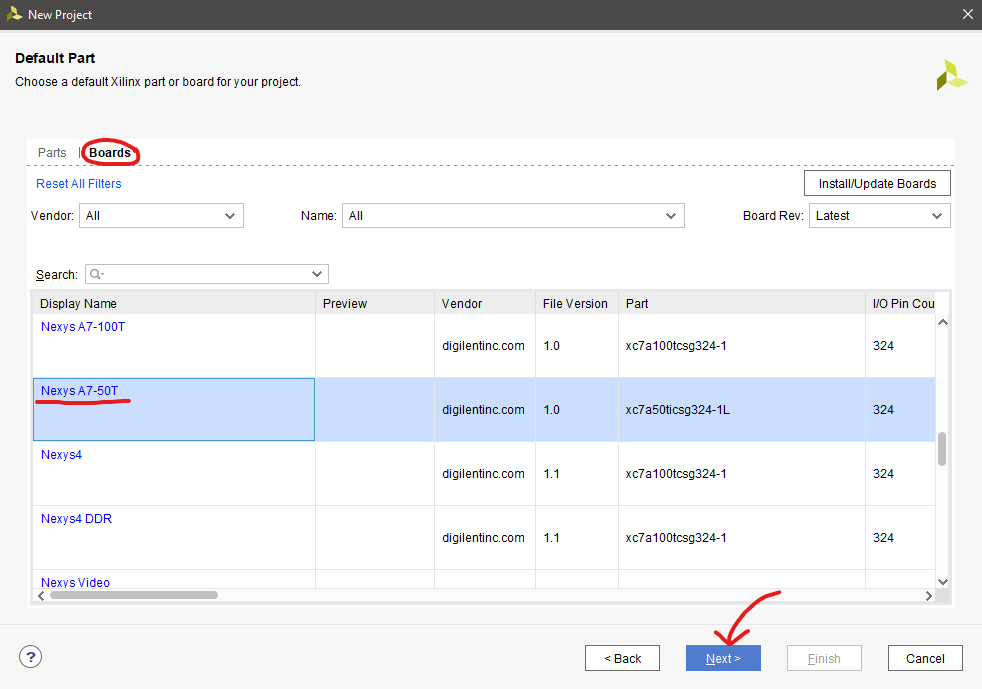 New Project
Default Part
Choose a default Xilinx part or board for your project.
Parts | Boards
Reset All Filters
Install/Update Boards
Vendor: All Name: All Board Rev: Latest
Search:
Display Name Preview Vendor File Version Part I/O Pin Cou
Nexys A7-100T
digilentinc.com 1.0 xc7a100tcsg324-1 324
Nexys A7-50T
digilentinc.com 1.0 xc7a50ticsg324-1L 324
Nexys4
digilentinc.com 1.1 xc7a100tcsg324-1 324
Nexys4 DDR
digilentinc.com 1.1 xc7a100tcsg324-1 324
Nexys Video
? < Back Next > Finish Cancel